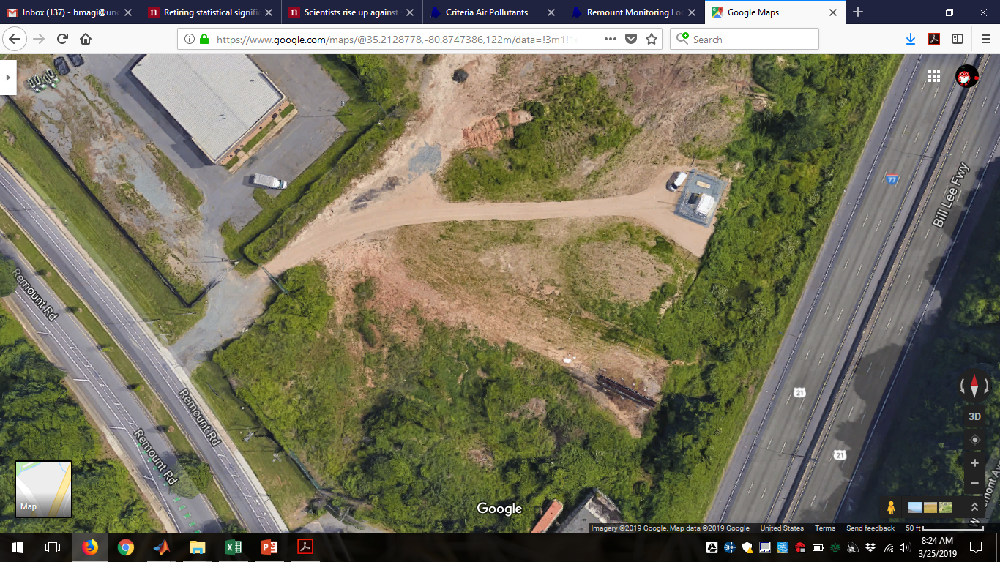 Inbox (137) - bmagi@unc
Retiring statistical signific
Scientists rise up against
Criteria Air Pollutants
Remount Monitoring Loc
Google Maps
https://www.google.com/maps/@35.2128778,-80.8747386,122m/data=!3m1!1e
Search
77
Bill Lee Fwy
Remount Rd
Remount Rd
Remount Rd
21
21
3D
Map
Google
Imagery ©2019 Google, Map data ©2019 Google United States Terms Send feedback 50 ft
8:24 AM
3/25/2019